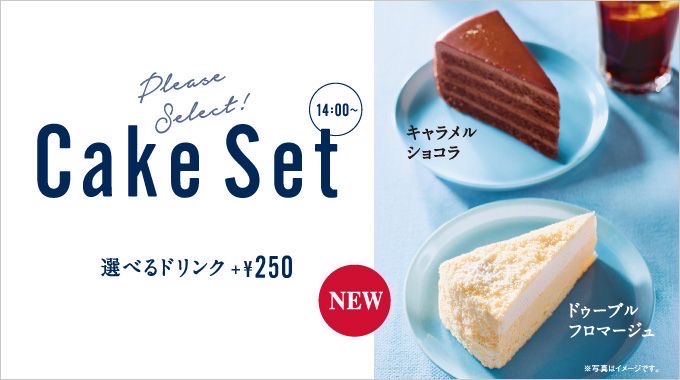 Please
Select!
14:00~
Cake Set
選べるドリンク +¥250
NEW
キャラメル
ショコラ
ドゥーブル
フロマージュ
※写真はイメージです。